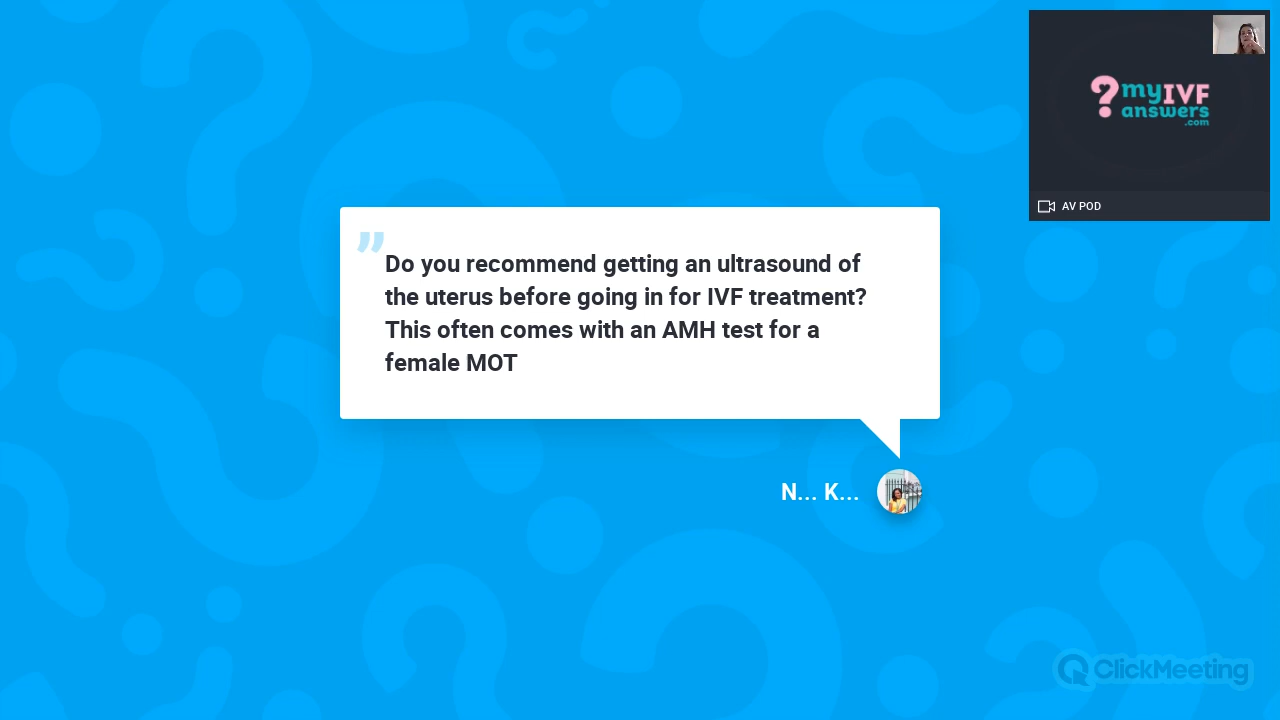 ?myIVF
answers
.com
AV POD
”
Do you recommend getting an ultrasound of
the uterus before going in for IVF treatment?
This often comes with an AMH test for a
female MOT
N... K...
ClickMeeting